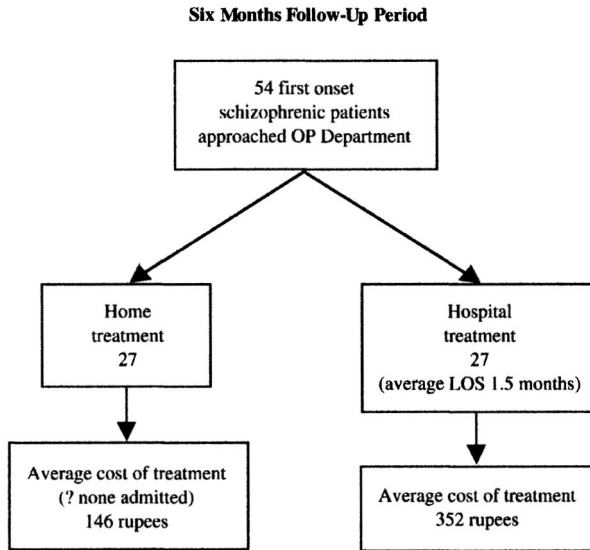 Six Months Follow-Up Period
54 first onset
schizophrenic patients
approached OP Department
Home
treatment
27
Hospital
treatment
27
(average LOS 1.5 months)
Average cost of treatment
(? none admitted)
146 rupees
Average cost of treatment
352 rupees